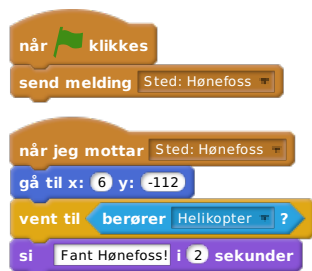 når klikkes
send melding Sted: Hønefoss
når jeg mottar Sted: Hønefoss
gå til x: 6 y: -112
vent til berører Helikopter ?
si Fant Hønefoss! i 2 sekunder